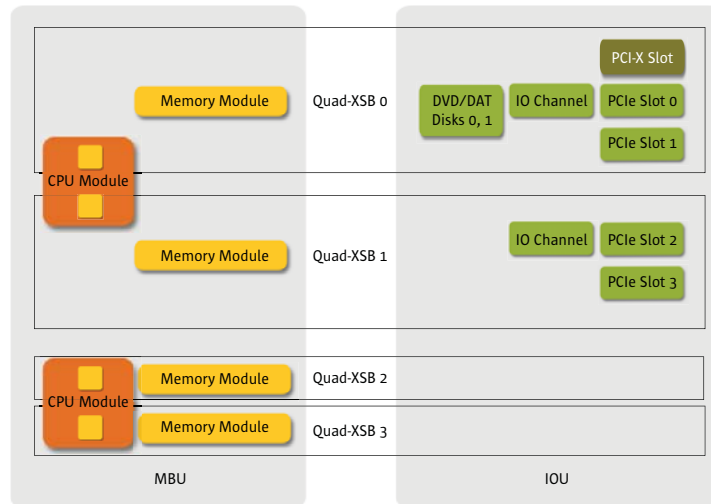 PCI-X Slot
Memory Module
Quad-XSB 0
DVD/DAT
Disks 0, 1
IO Channel
PCIe Slot 0
PCIe Slot 1
CPU Module
Memory Module
Quad-XSB 1
IO Channel
PCIe Slot 2
PCIe Slot 3
Memory Module
Quad-XSB 2
CPU Module
Memory Module
Quad-XSB 3
MBU
IOU